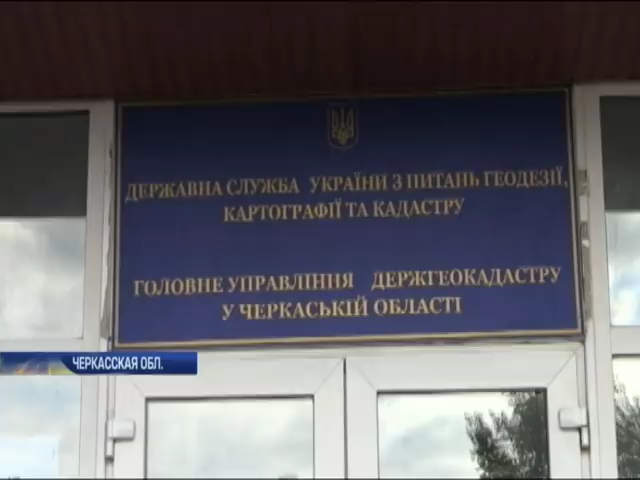 ДЕРЖАВНА СЛУЖБА УКРАЇНИ З ПИТАНЬ ГЕОДЕЗІЇ,
КАРТОГРАФІЇ ТА КАДАСТРУ
ГОЛОВНЕ УПРАВЛІННЯ ДЕРЖГЕОКАДАСТРУ
У ЧЕРКАСЬКІЙ ОБЛАСТІ
ЧЕРКАССКАЯ ОБЛ.